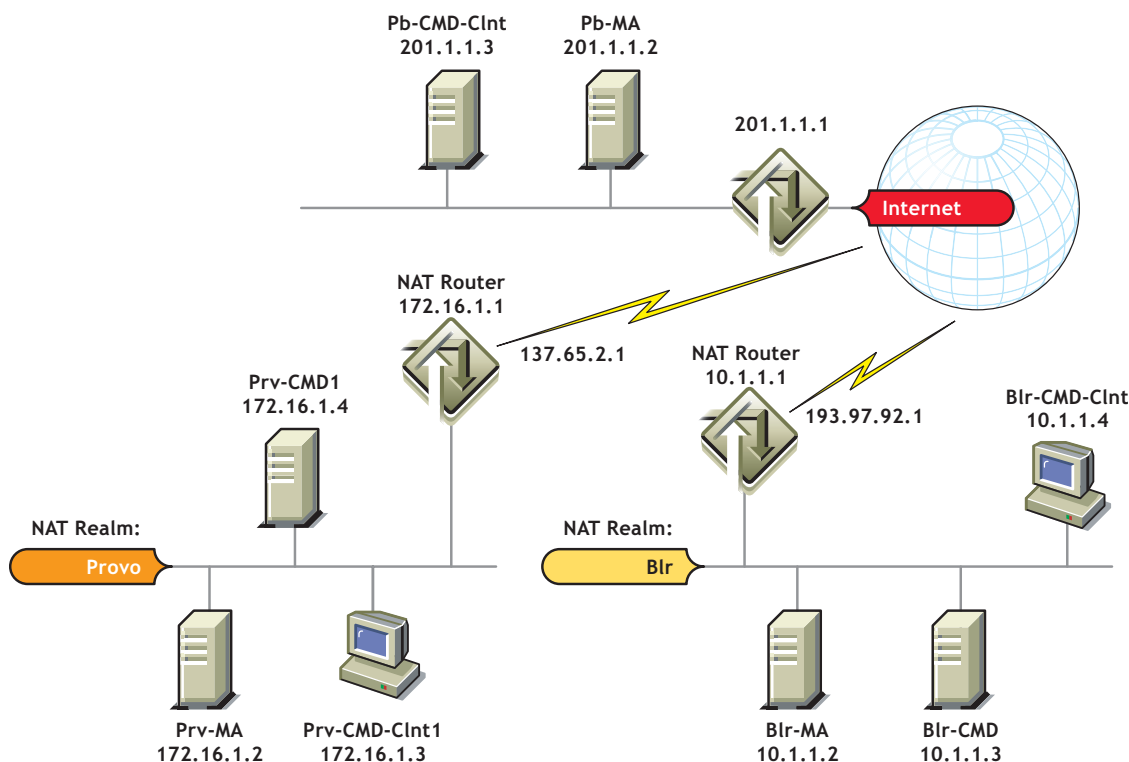 Pb-CMD-Clnt
201.1.1.3
Pb-MA
201.1.1.2
201.1.1.1
Internet
NAT Router
172.16.1.1
137.65.2.1
NAT Router
10.1.1.1
193.97.92.1
Prv-CMD1
172.16.1.4
Blr-CMD-Clnt
10.1.1.4
NAT Realm:
Provo
NAT Realm:
Blr
Prv-MA
172.16.1.2
Prv-CMD-Clnt1
172.16.1.3
Blr-MA
10.1.1.2
Blr-CMD
10.1.1.3